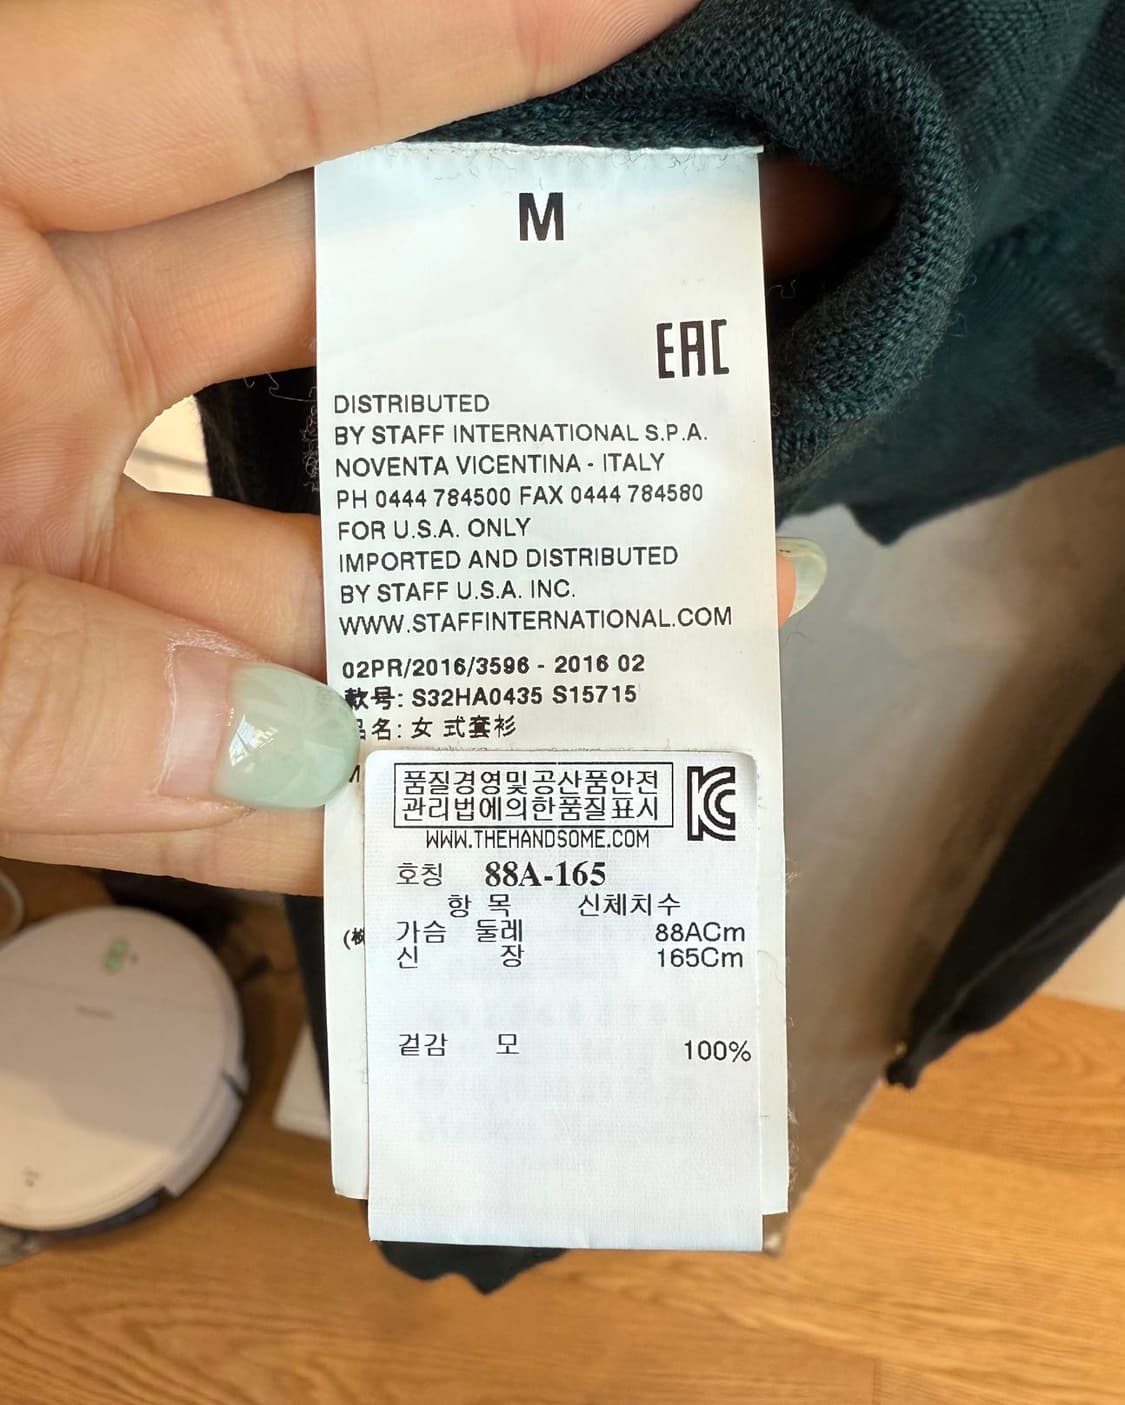 M
EAC
DISTRIBUTED
BY STAFF INTERNATIONAL S.P.A.
NOVENTA VICENTINA - ITALY
PH 0444 784500 FAX 0444 784580
FOR U.S.A. ONLY
IMPORTED AND DISTRIBUTED
BY STAFF U.S.A. INC.
WWW.STAFFINTERNATIONAL.COM
02PR/2016/3596 - 2016 02
款号: S32HA0435 S15715
品名: 女 式套衫
M
품질경영및공산품안전
관리법에의한품질표시
WWW.THEHANDSOME.COM
호칭 88A-165
항 목 신체치수
가슴 둘레 88ACm
신 장 165Cm
겉감 모 100%